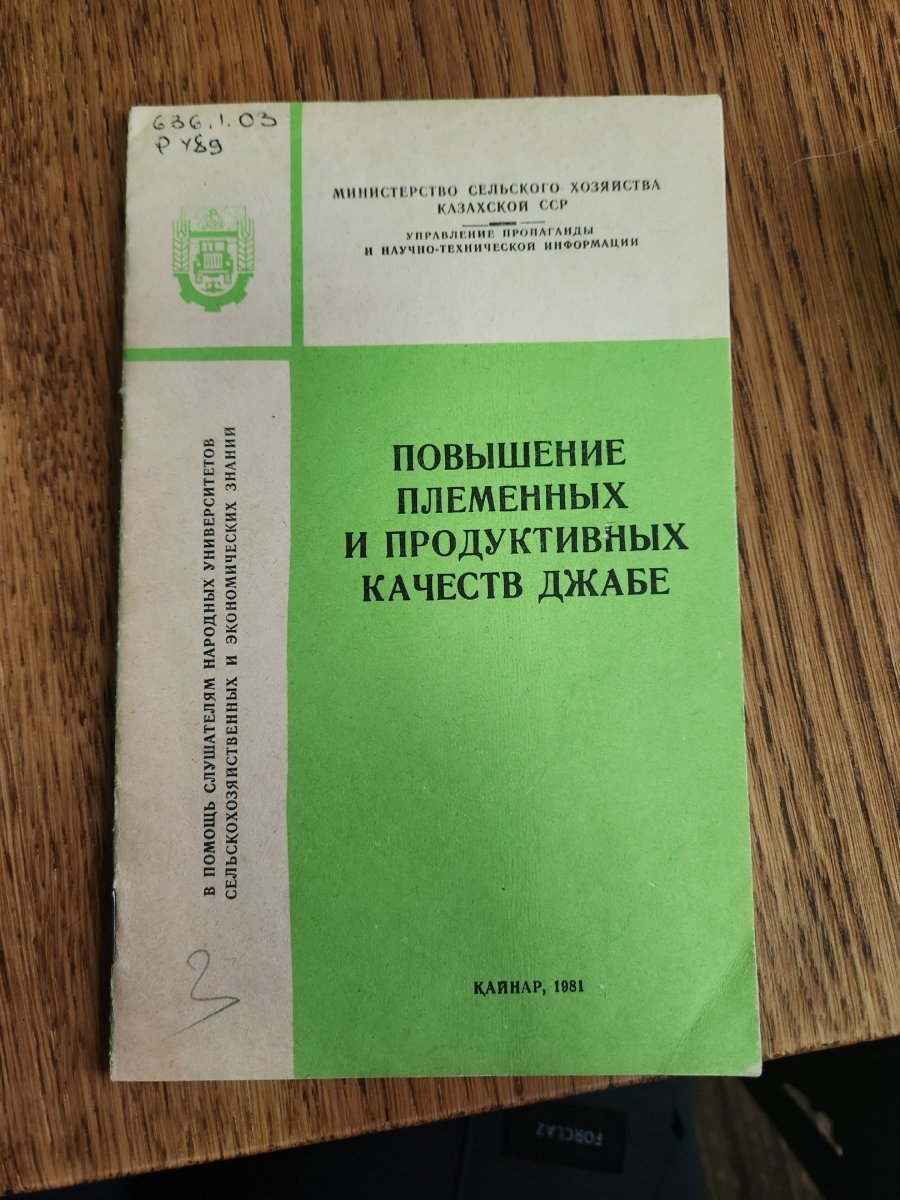 636.1.03
Р У89
МИНИСТЕРСТВО СЕЛЬСКОГО ХОЗЯЙСТВА
КАЗАХСКОЙ ССР
УПРАВЛЕНИЕ ПРОПАГАНДЫ
И НАУЧНО-ТЕХНИЧЕСКОЙ ИНФОРМАЦИИ
В ПОМОЩЬ СЛУШАТЕЛЯМ НАРОДНЫХ УНИВЕРСИТЕТОВ
СЕЛЬСКОХОЗЯЙСТВЕННЫХ И ЭКОНОМИЧЕСКИХ ЗНАНИЙ
ПОВЫШЕНИЕ
ПЛЕМЕННЫХ
И ПРОДУКТИВНЫХ
КАЧЕСТВ ДЖАБЕ
ҚАЙНАР, 1981
3
FORCLAZ